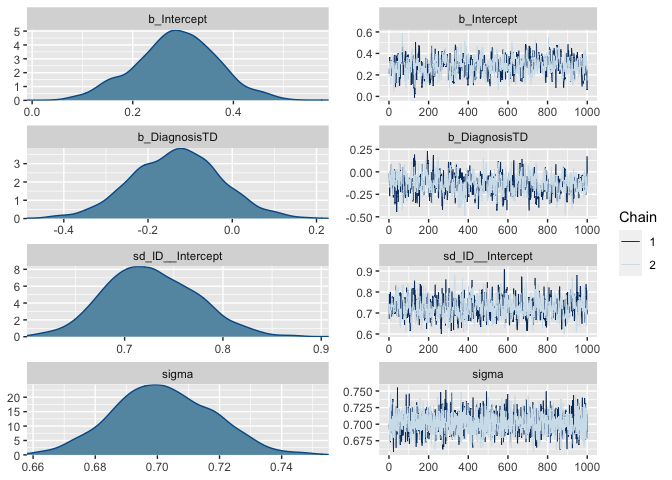 b_Intercept
5
4
3
2
1
0
0.0 0.2 0.4
b_Intercept
0.6
0.4
0.2
0.0
0 200 400 600 800 1000
b_DiagnosisTD
3
2
1
0
-0.4 -0.2 0.0 0.2
b_DiagnosisTD
0.25
0.00
-0.25
-0.50
0 200 400 600 800 1000
sd_ID__Intercept
8
6
4
2
0
0.7 0.8 0.9
sd_ID__Intercept
0.9
0.8
0.7
0.6
0 200 400 600 800 1000
sigma
20
15
10
5
0
0.66 0.68 0.70 0.72 0.74
sigma
0.750
0.725
0.700
0.675
0 200 400 600 800 1000
Chain
1
2